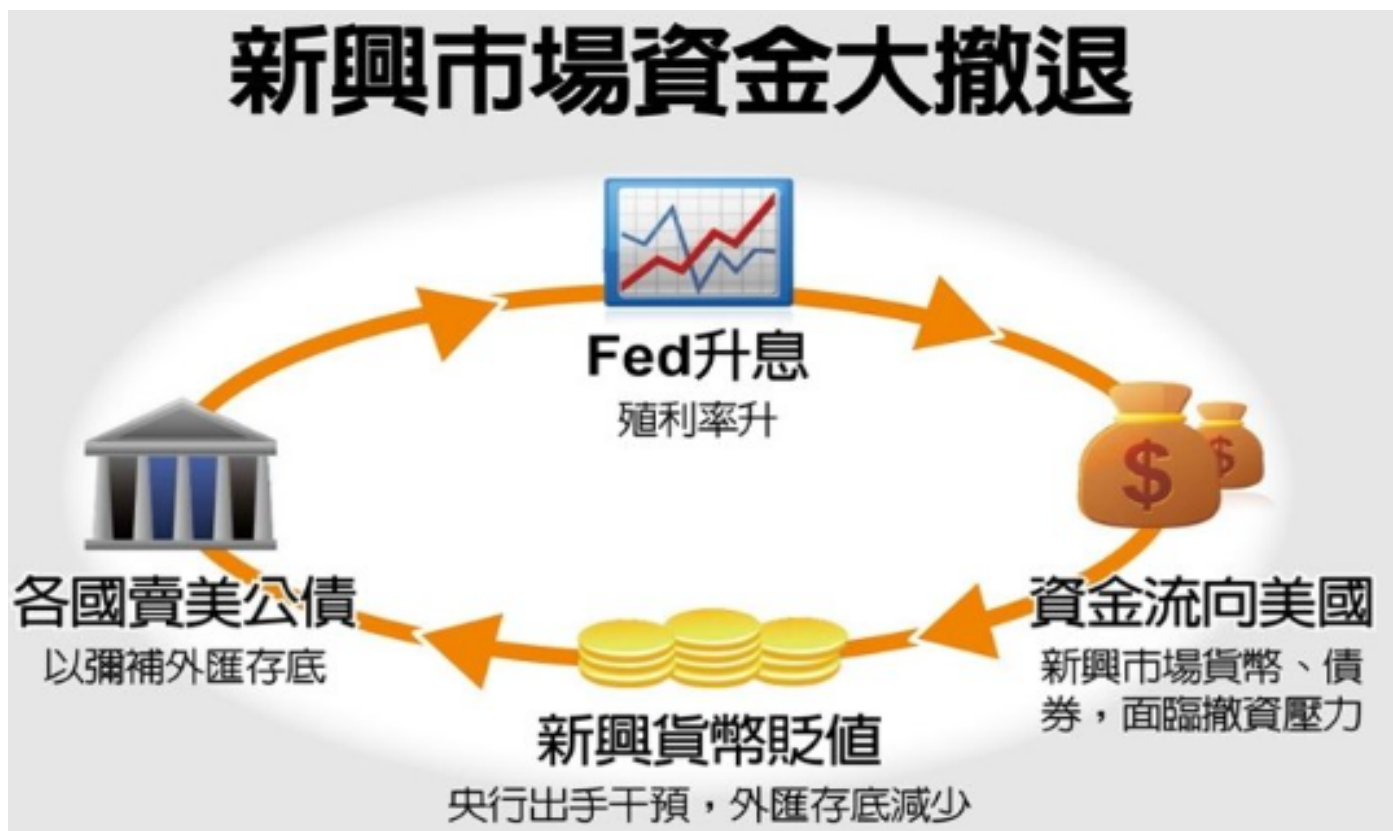 新興市場資金大撤退
Fed升息
殖利率升
$
$
資金流向美國
新興市場貨幣、債
券，面臨撤資壓力
新興貨幣貶值
央行出手干預，外匯存底減少
各國賣美公債
以彌補外匯存底